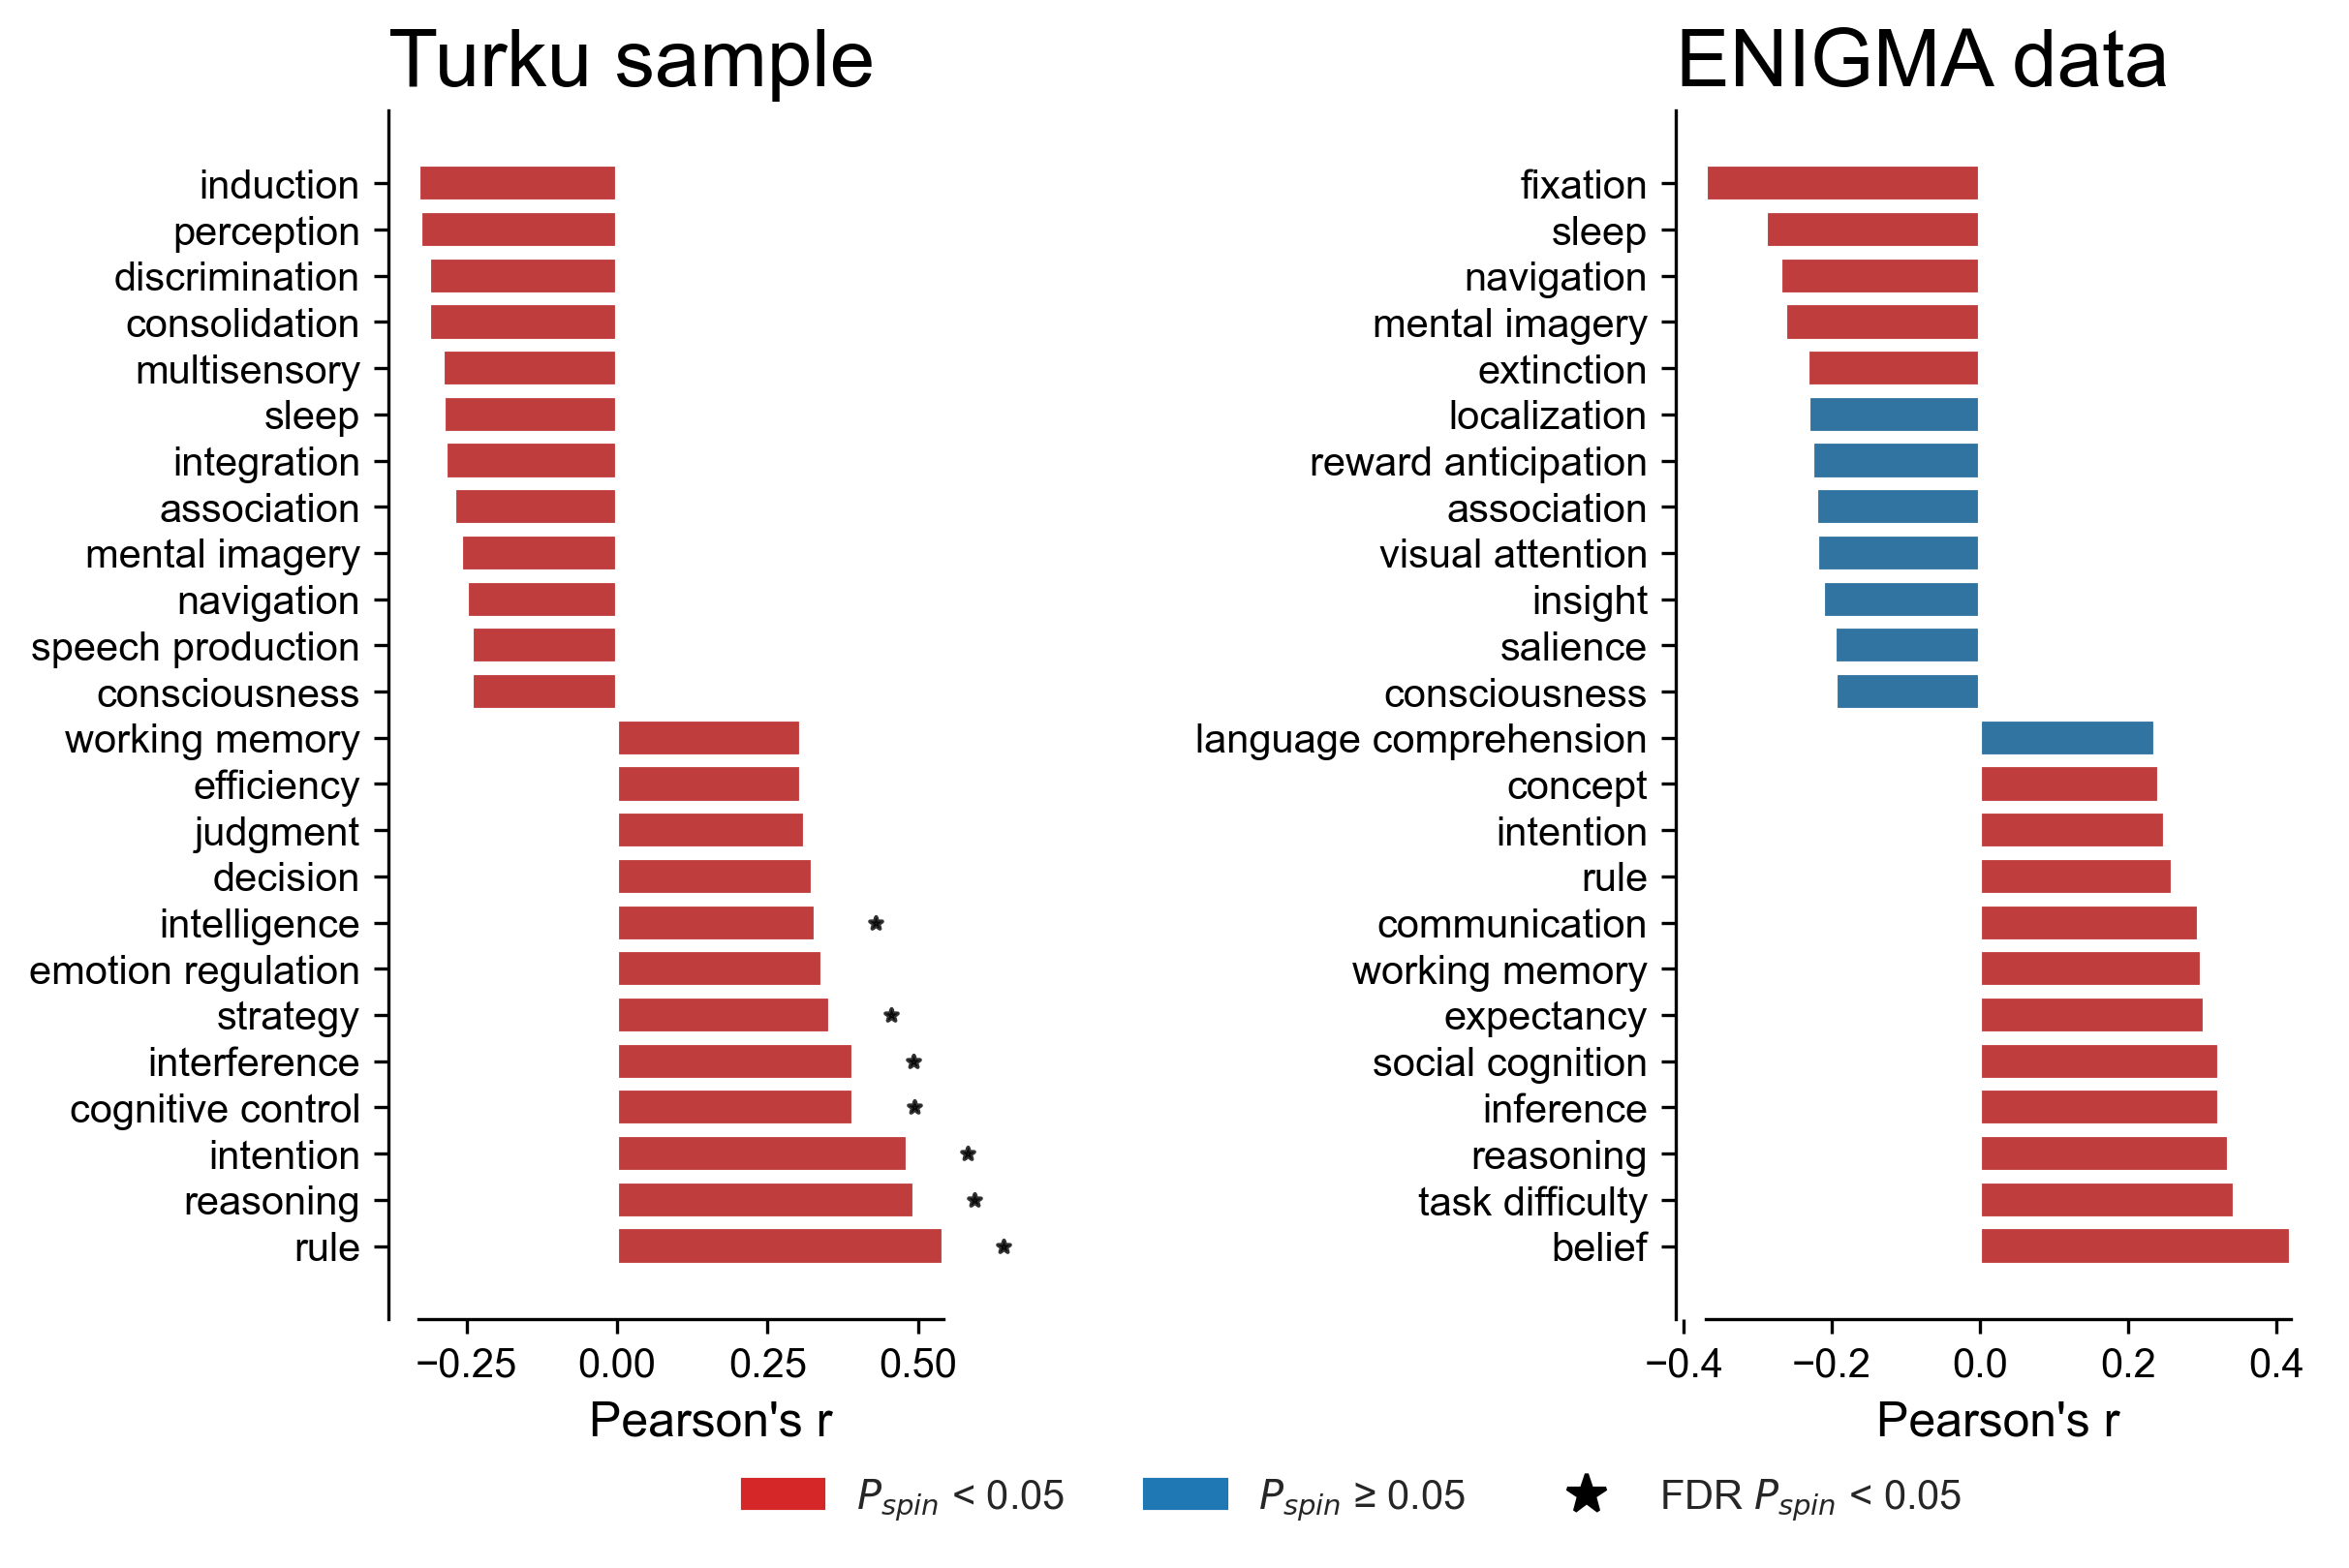 Turku sample
induction
perception
discrimination
consolidation
multisensory
sleep
integration
association
mental imagery
navigation
speech production
consciousness
working memory
efficiency
judgment
decision
intelligence
emotion regulation
strategy
interference
cognitive control
intention
reasoning
rule
−0.25 0.00 0.25 0.50
Pearson's r
ENIGMA data
fixation
sleep
navigation
mental imagery
extinction
localization
reward anticipation
association
visual attention
insight
salience
consciousness
language comprehension
concept
intention
rule
communication
working memory
expectancy
social cognition
inference
reasoning
task difficulty
belief
−0.4 −0.2 0.0 0.2 0.4
Pearson's r
P_spin < 0.05 P_spin ≥ 0.05 ★ FDR P_spin < 0.05